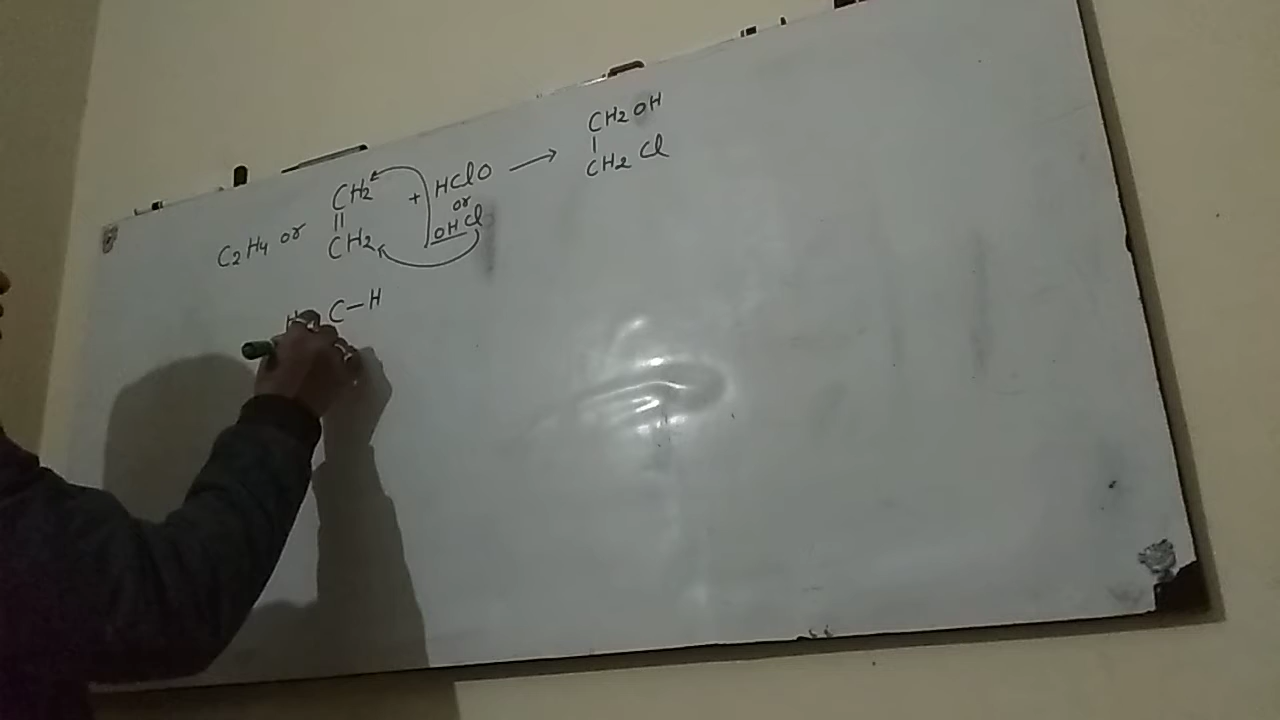 CH2OH
|
CH2 Cl
C2H4 or CH2 + HClO →
|| or
CH2 OHCl
H C-H